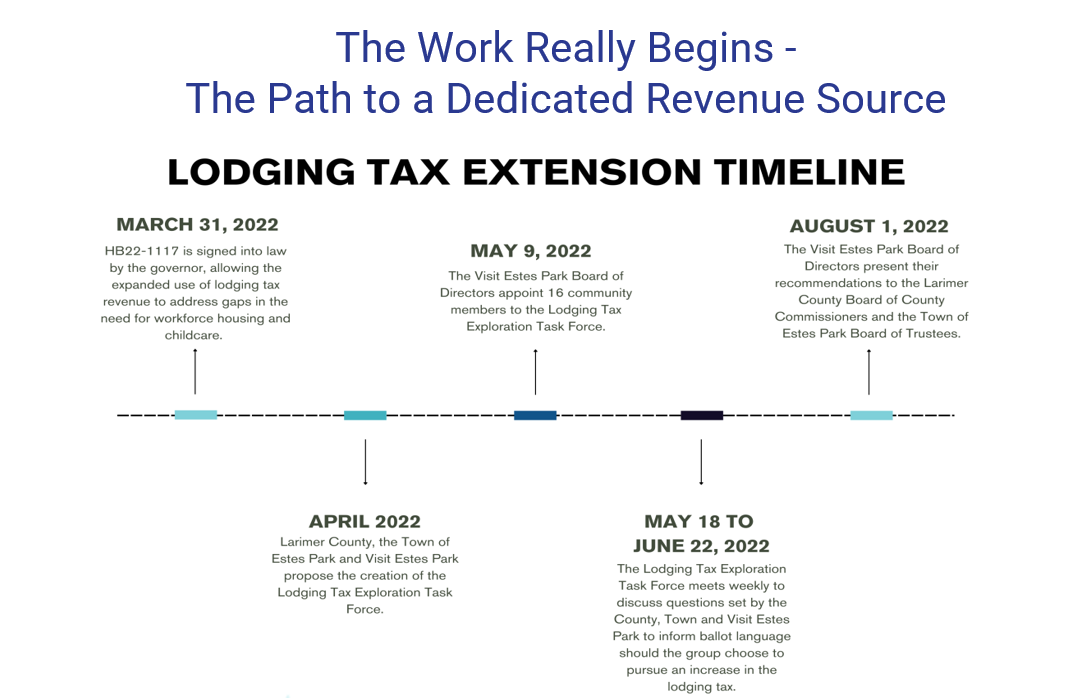 The Work Really Begins -
The Path to a Dedicated Revenue Source
LODGING TAX EXTENSION TIMELINE
MARCH 31, 2022
HB22-1117 is signed into law
by the governor, allowing the
expanded use of lodging tax
revenue to address gaps in the
need for workforce housing and
childcare.
APRIL 2022
Larimer County, the Town of
Estes Park and Visit Estes Park
propose the creation of the
Lodging Tax Exploration Task
Force.
MAY 9, 2022
The Visit Estes Park Board of
Directors appoint 16 community
members to the Lodging Tax
Exploration Task Force.
MAY 18 TO
JUNE 22, 2022
The Lodging Tax Exploration
Task Force meets weekly to
discuss questions set by the
County, Town and Visit Estes
Park to inform ballot language
should the group choose to
pursue an increase in the
lodging tax.
AUGUST 1, 2022
The Visit Estes Park Board of
Directors present their
recommendations to the Larimer
County Board of County
Commissioners and the Town of
Estes Park Board of Trustees.